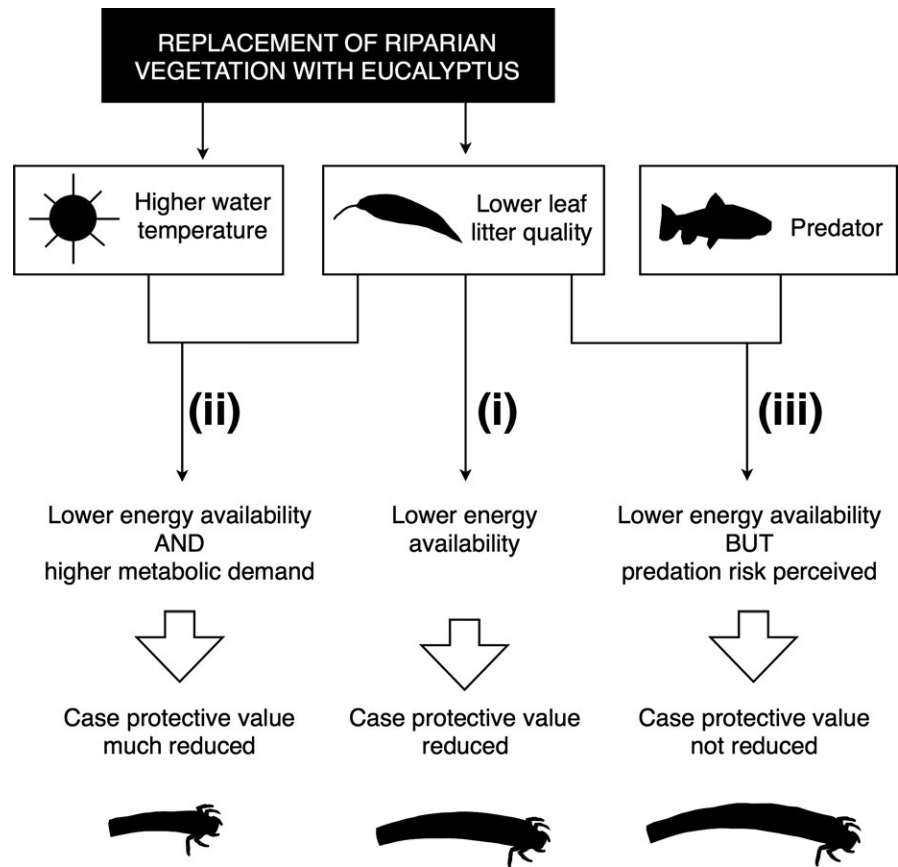 REPLACEMENT OF RIPARIAN
VEGETATION WITH EUCALYPTUS
Higher water
temperature
Lower leaf
litter quality
Predator
(ii)
(i)
(iii)
Lower energy availability
AND
higher metabolic demand
Lower energy
availability
Lower energy availability
BUT
predation risk perceived
Case protective value
much reduced
Case protective value
reduced
Case protective value
not reduced